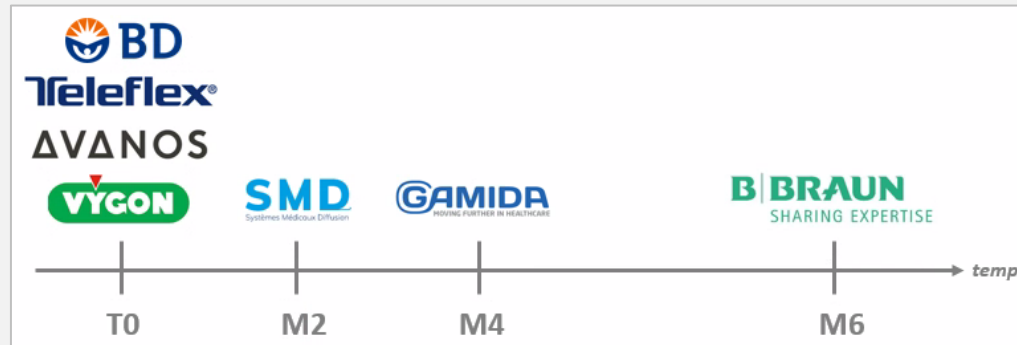 BD
Teleflex®
AVANOS
VYGON
SMD
Systèmes Médicaux Diffusion
GAMIDA
MOVING FURTHER IN HEALTHCARE
B|BRAUN
SHARING EXPERTISE
temp
T0 M2 M4 M6